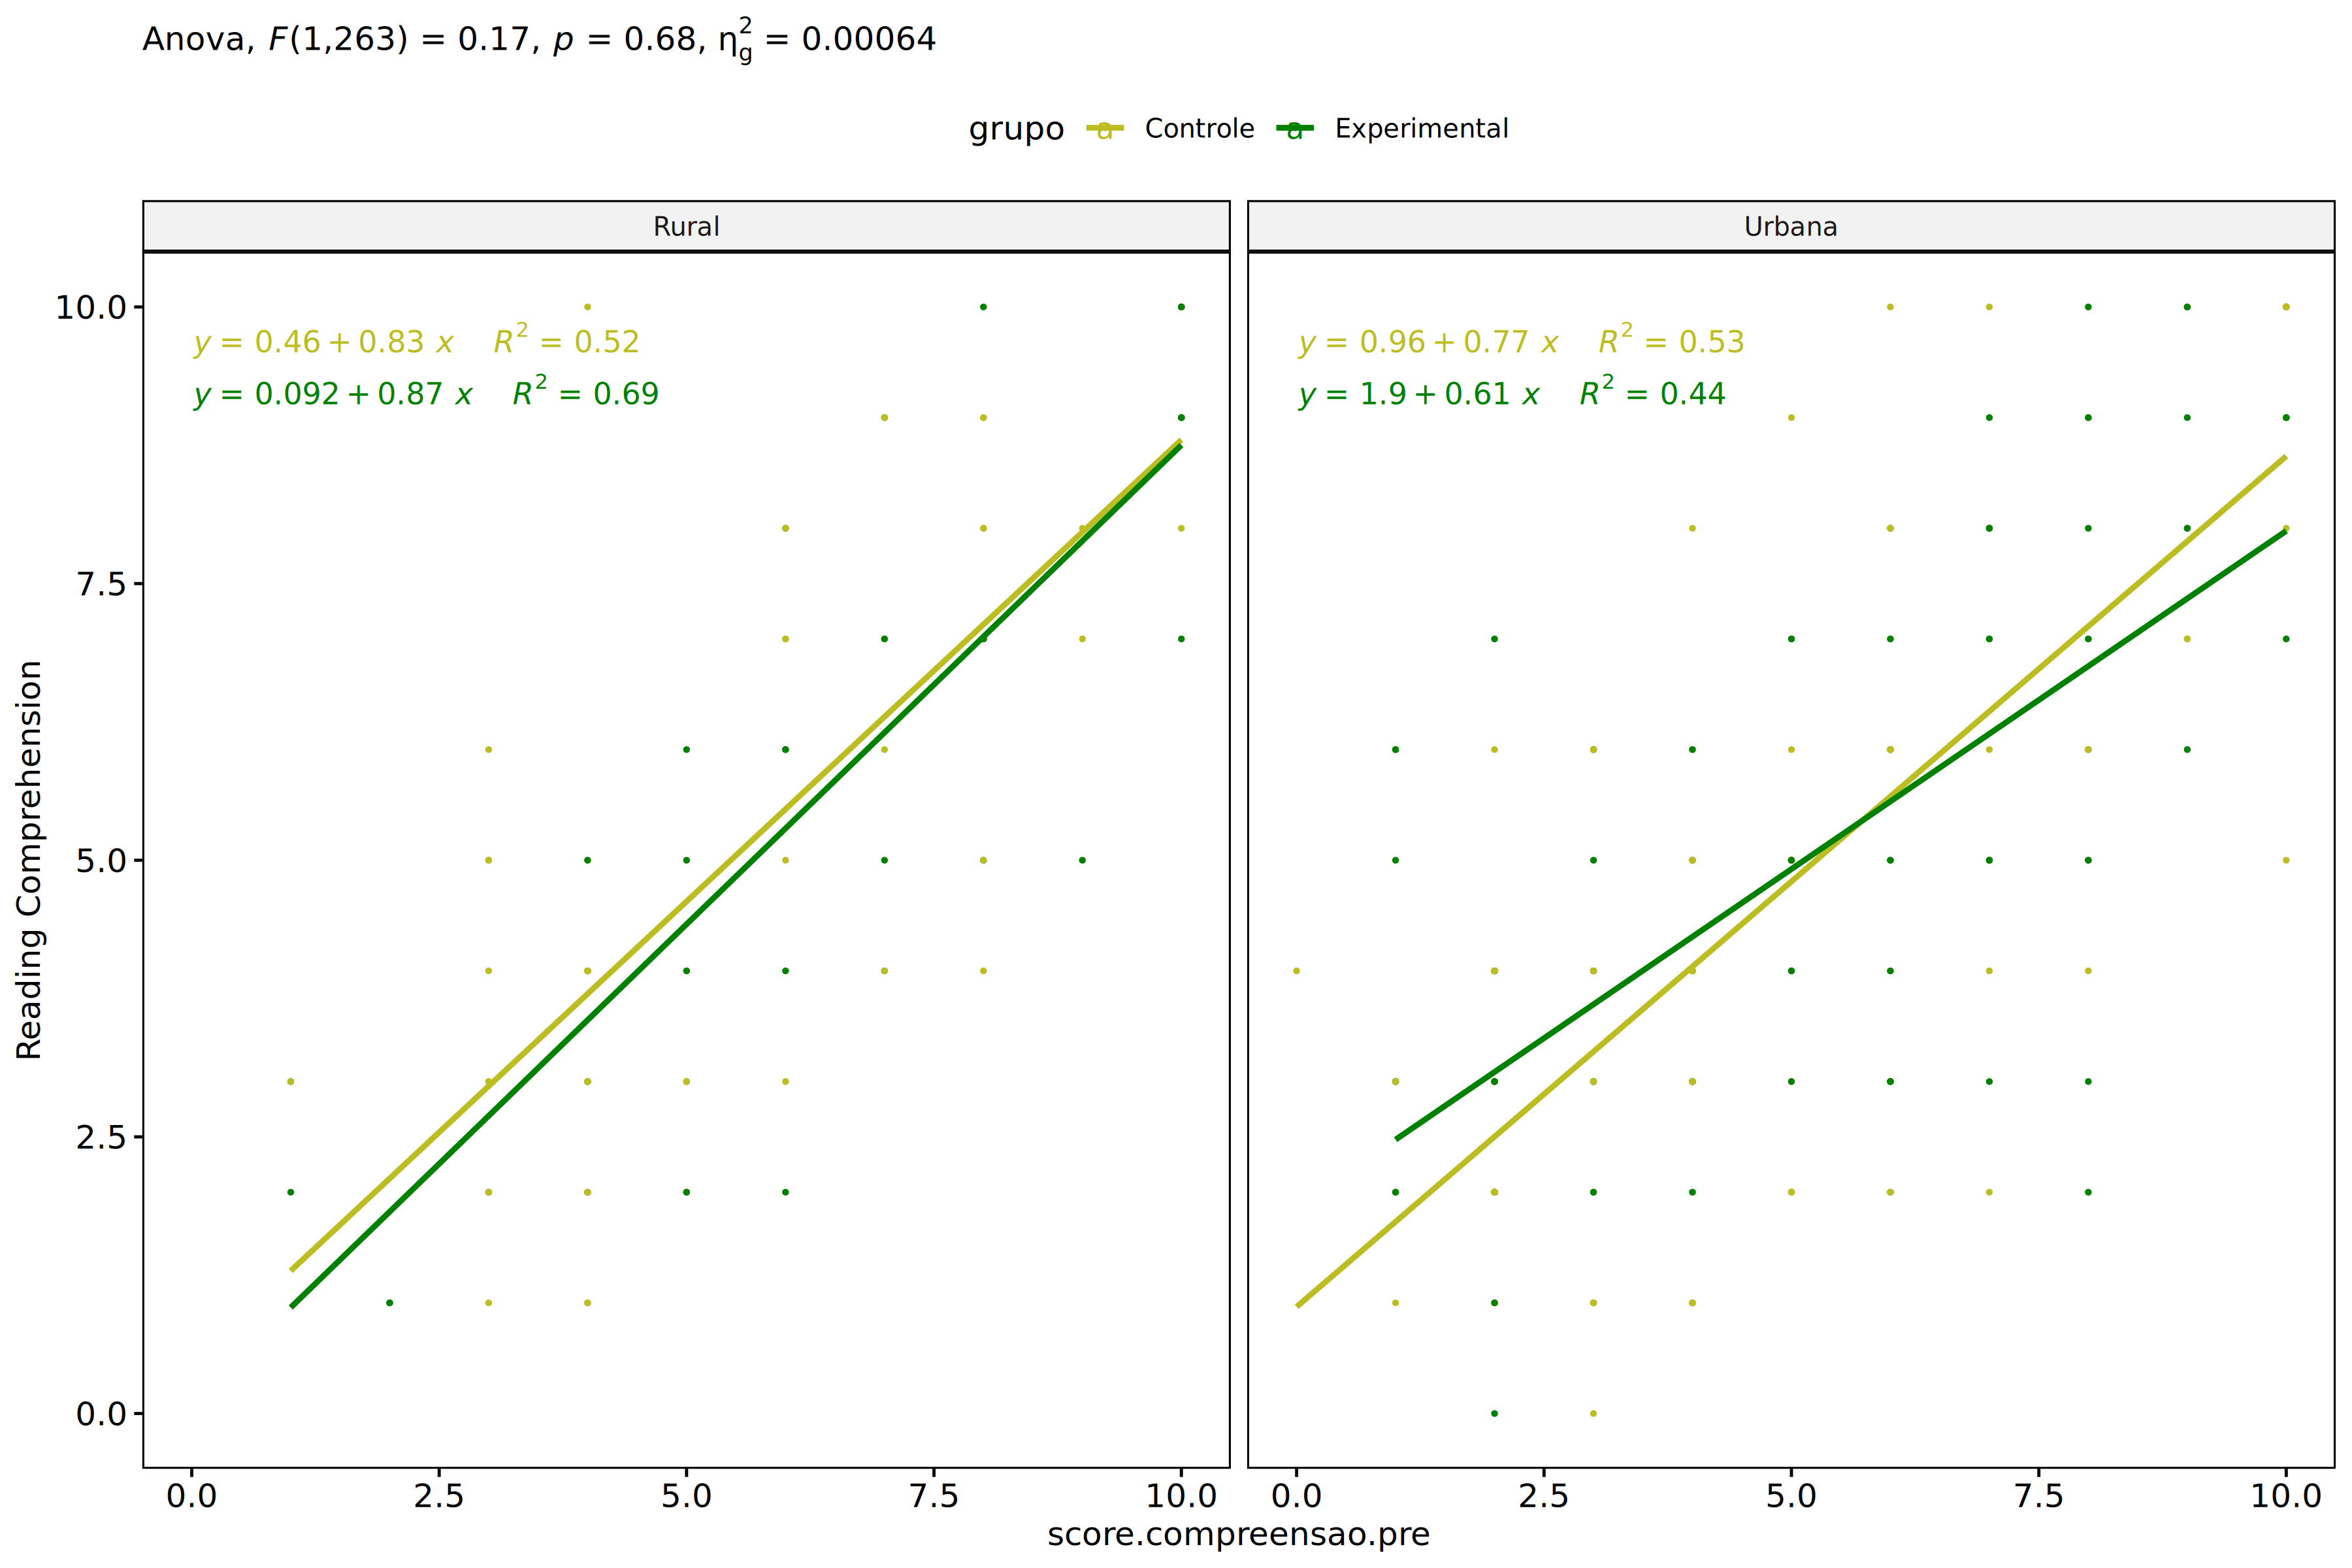 Anova, F(1,263) = 0.17, p = 0.68, η²g = 0.00064
grupo a Controle a Experimental
Rural
Urbana
y = 0.46 + 0.83 x R² = 0.52
y = 0.092 + 0.87 x R² = 0.69
y = 0.96 + 0.77 x R² = 0.53
y = 1.9 + 0.61 x R² = 0.44
Reading Comprehension
10.0
7.5
5.0
2.5
0.0
0.0 2.5 5.0 7.5 10.0
0.0 2.5 5.0 7.5 10.0
score.compreensao.pre